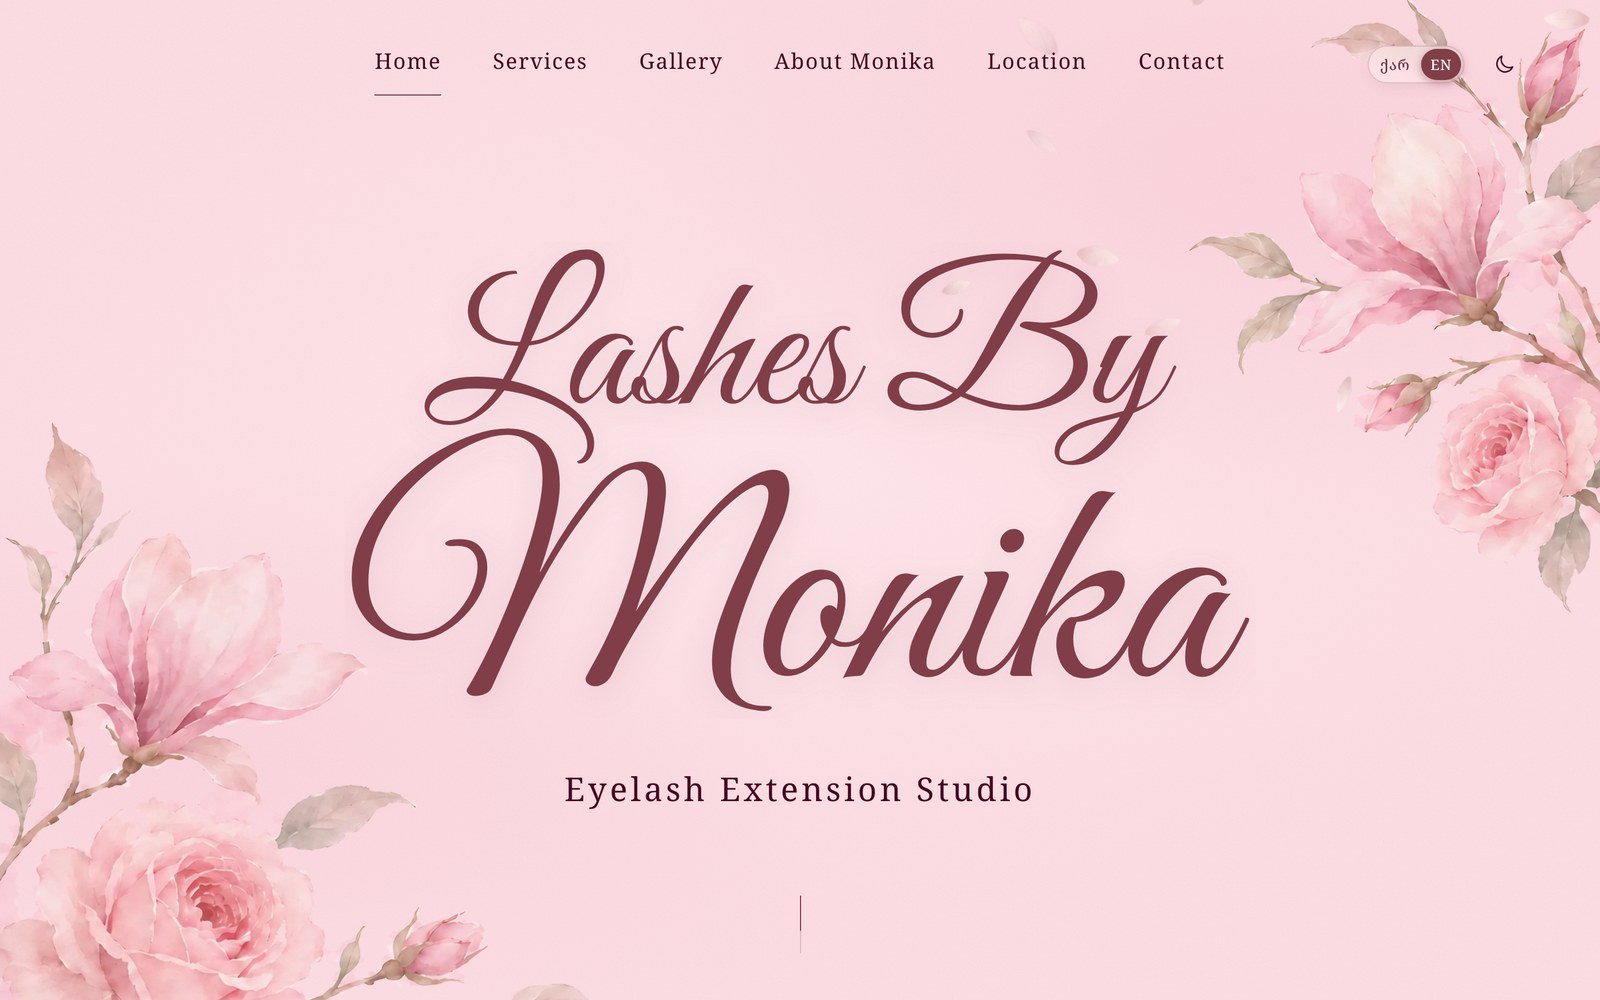 Home Services Gallery About Monika Location Contact ქარ EN
Lashes By
Monika
Eyelash Extension Studio